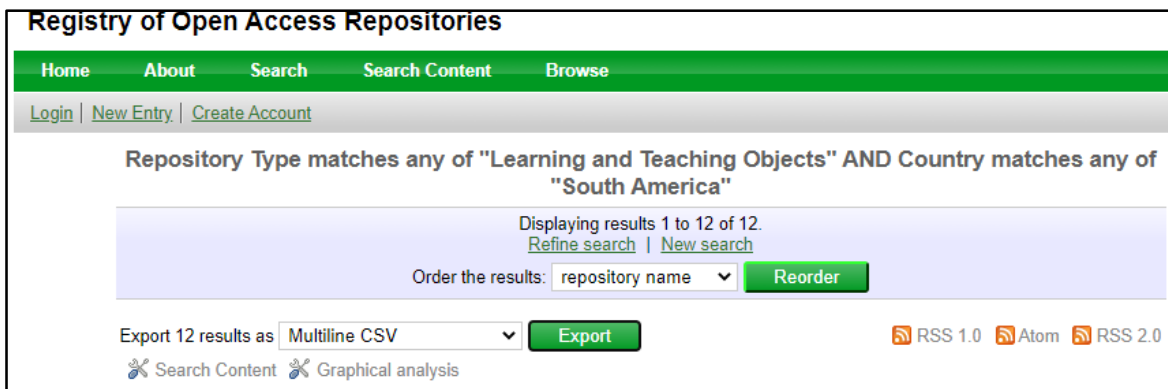 Registry of Open Access Repositories
Home About Search Search Content Browse
Login | New Entry | Create Account
Repository Type matches any of "Learning and Teaching Objects" AND Country matches any of
"South America"
Displaying results 1 to 12 of 12.
Refine search | New search
Order the results: repository name Reorder
Export 12 results as Multiline CSV Export RSS 1.0 Atom RSS 2.0
Search Content Graphical analysis